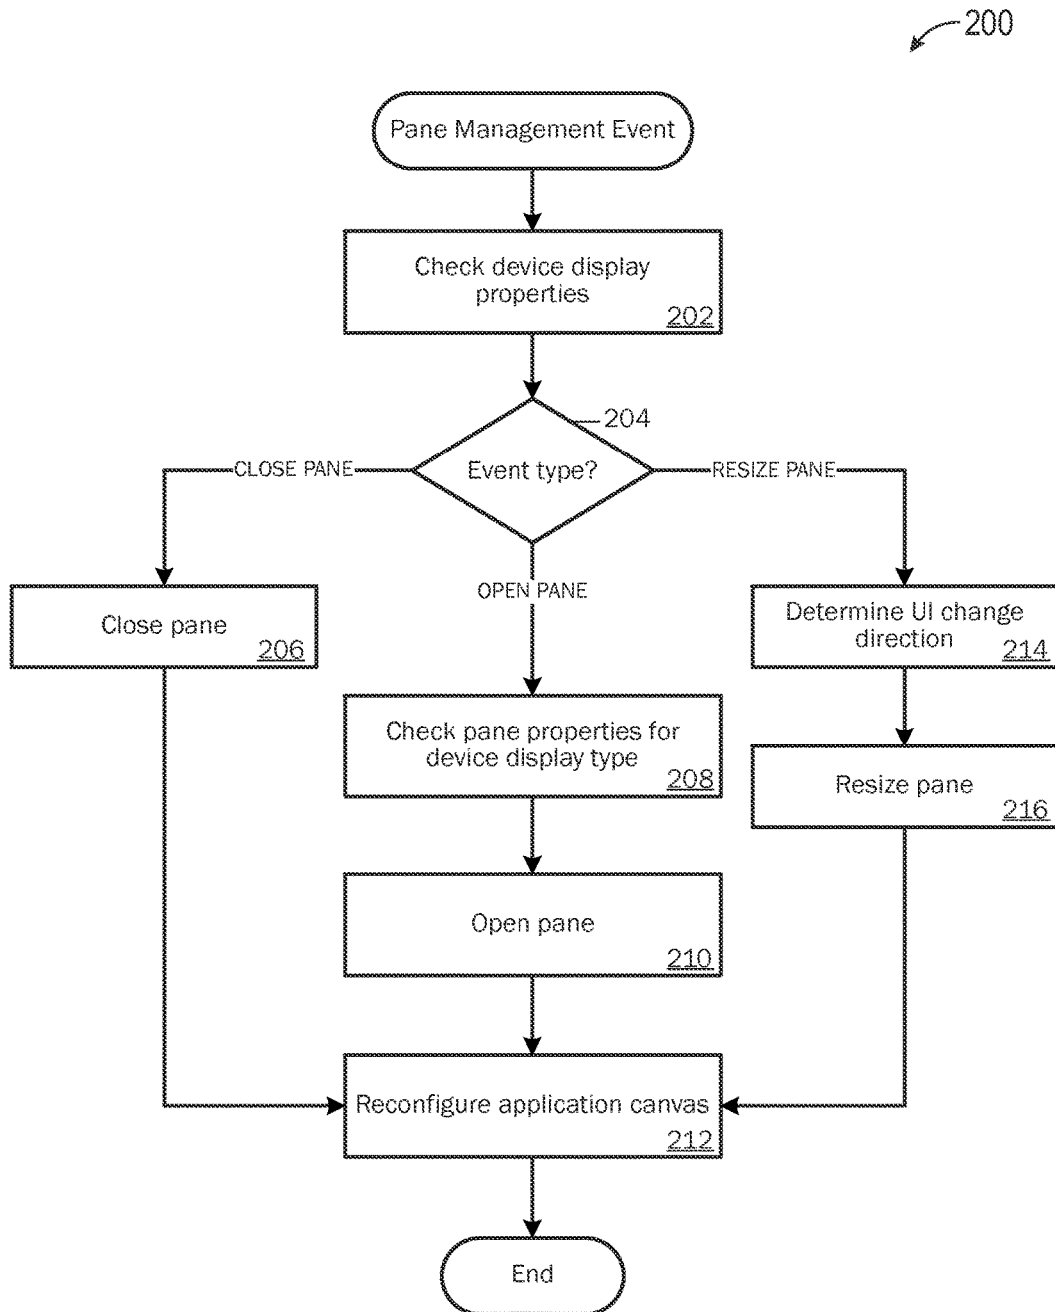 200
Pane Management Event
Check device display
properties
202
204
CLOSE PANE
Event type?
RESIZE PANE
OPEN PANE
Close pane
206
Determine UI change
direction
214
Check pane properties for
device display type
208
Resize pane
216
Open pane
210
Reconfigure application canvas
212
End